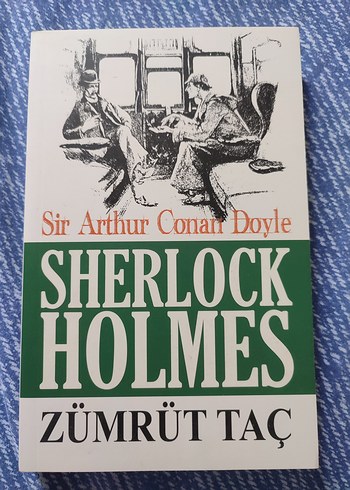 Sir Arthur Conan Doyle
SHERLOCK
HOLMES
ZÜMRÜT TAÇ